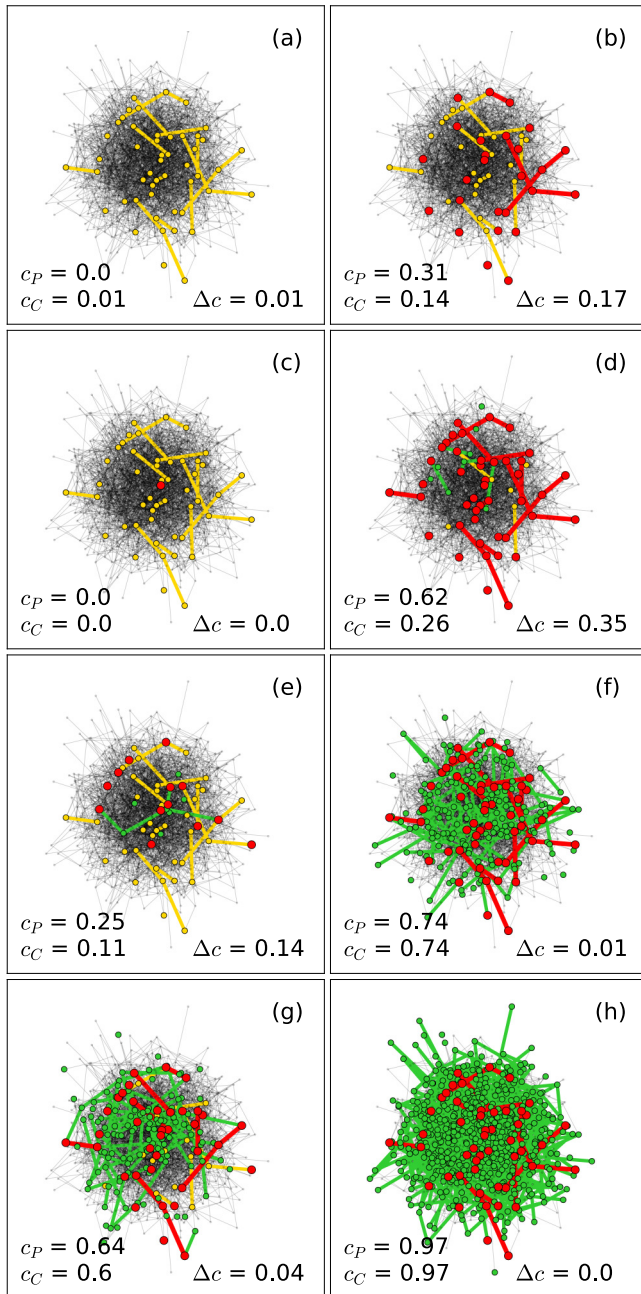 (a)
c_P = 0.0
c_C = 0.01 Δc = 0.01
(b)
c_P = 0.31
c_C = 0.14 Δc = 0.17
(c)
c_P = 0.0
c_C = 0.0 Δc = 0.0
(d)
c_P = 0.62
c_C = 0.26 Δc = 0.35
(e)
c_P = 0.25
c_C = 0.11 Δc = 0.14
(f)
c_P = 0.74
c_C = 0.74 Δc = 0.01
(g)
c_P = 0.64
c_C = 0.6 Δc = 0.04
(h)
c_P = 0.97
c_C = 0.97 Δc = 0.0